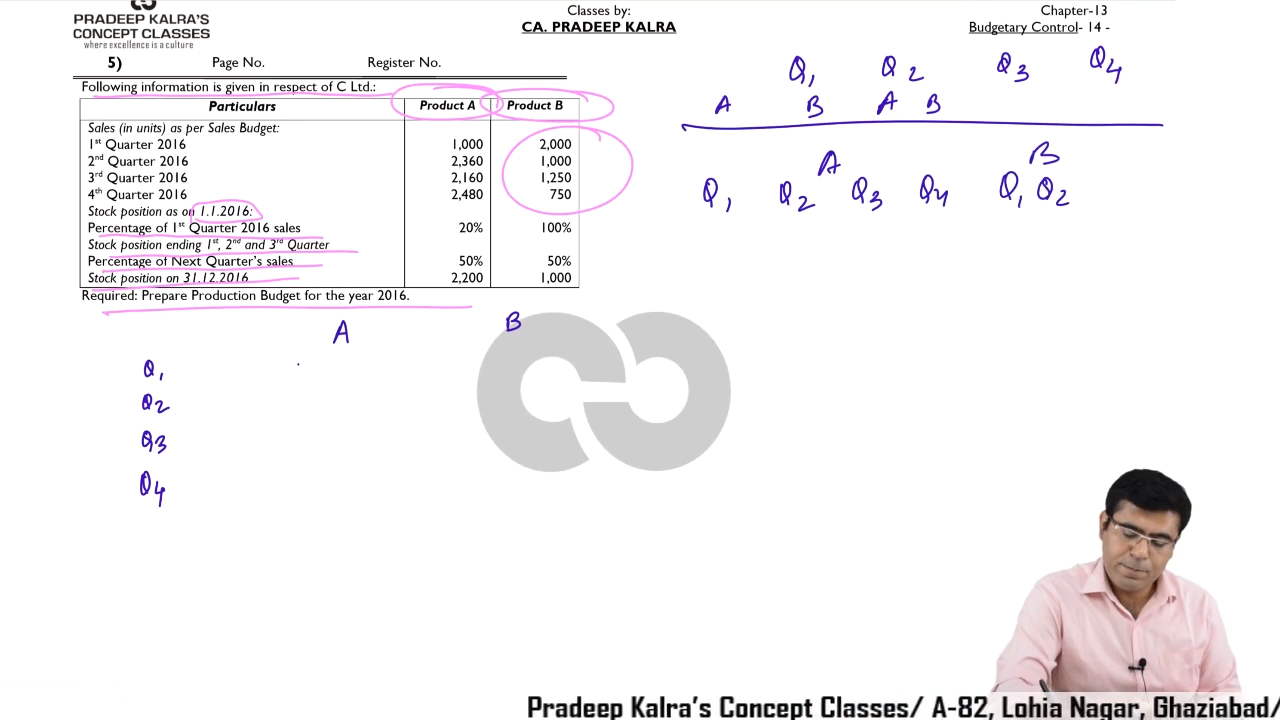 PRADEEP KALRA'S
CONCEPT CLASSES
where excellence is a culture
Classes by:
CA. PRADEEP KALRA
Chapter-13
Budgetary Control- 14 -
5) Page No. Register No.
Following information is given in respect of C Ltd.:
Particulars Product A Product B
Sales (in units) as per Sales Budget:
1st Quarter 2016 1,000 2,000
2nd Quarter 2016 2,360 1,000
3rd Quarter 2016 2,160 1,250
4th Quarter 2016 2,480 750
Stock position as on 1.1.2016:
Percentage of 1st Quarter 2016 sales 20% 100%
Stock position ending 1st, 2nd and 3rd Quarter
Percentage of Next Quarter's sales 50% 50%
Stock position on 31.12.2016 2,200 1,000
Required: Prepare Production Budget for the year 2016.
Q1 Q2 Q3 Q4
A B A B
A B
Q1 Q2 Q3 Q4 Q1 Q2
A B
Q1
Q2
Q3
Q4
Pradeep Kalra's Concept Classes/ A-82, Lohia Nagar, Ghaziabad/